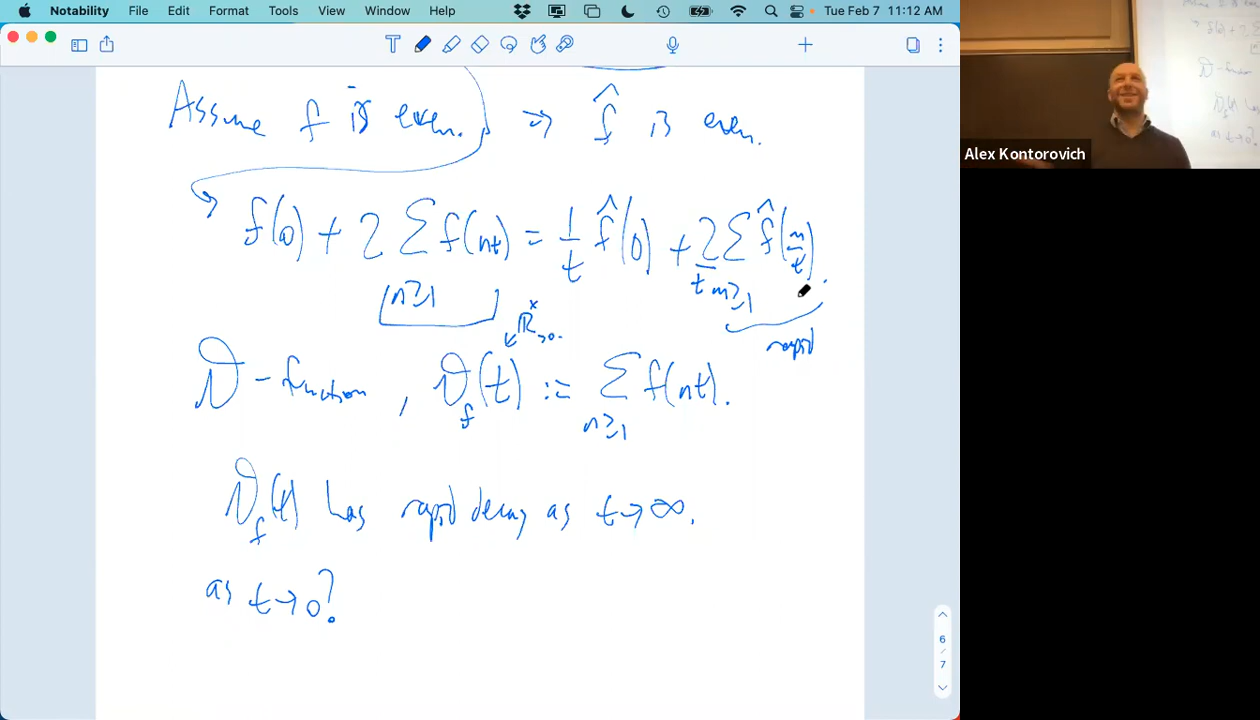 Notability File Edit Format Tools View Window Help Tue Feb 7 11:12 AM
Assume f is even. ⇒ f̂ is even.
f(0) + 2 Σ f(nt) = 1/t f̂(0) + 2/t Σ f̂(m/t).
n≥1 m≥1
rapid
ℝ^×_{>0}.
ϑ-function, ϑ_f(t) := Σ_{n≥1} f(nt).
ϑ_f(t) has rapid decay as t→∞.
as t→0?
6
/
7
Alex Kontorovich